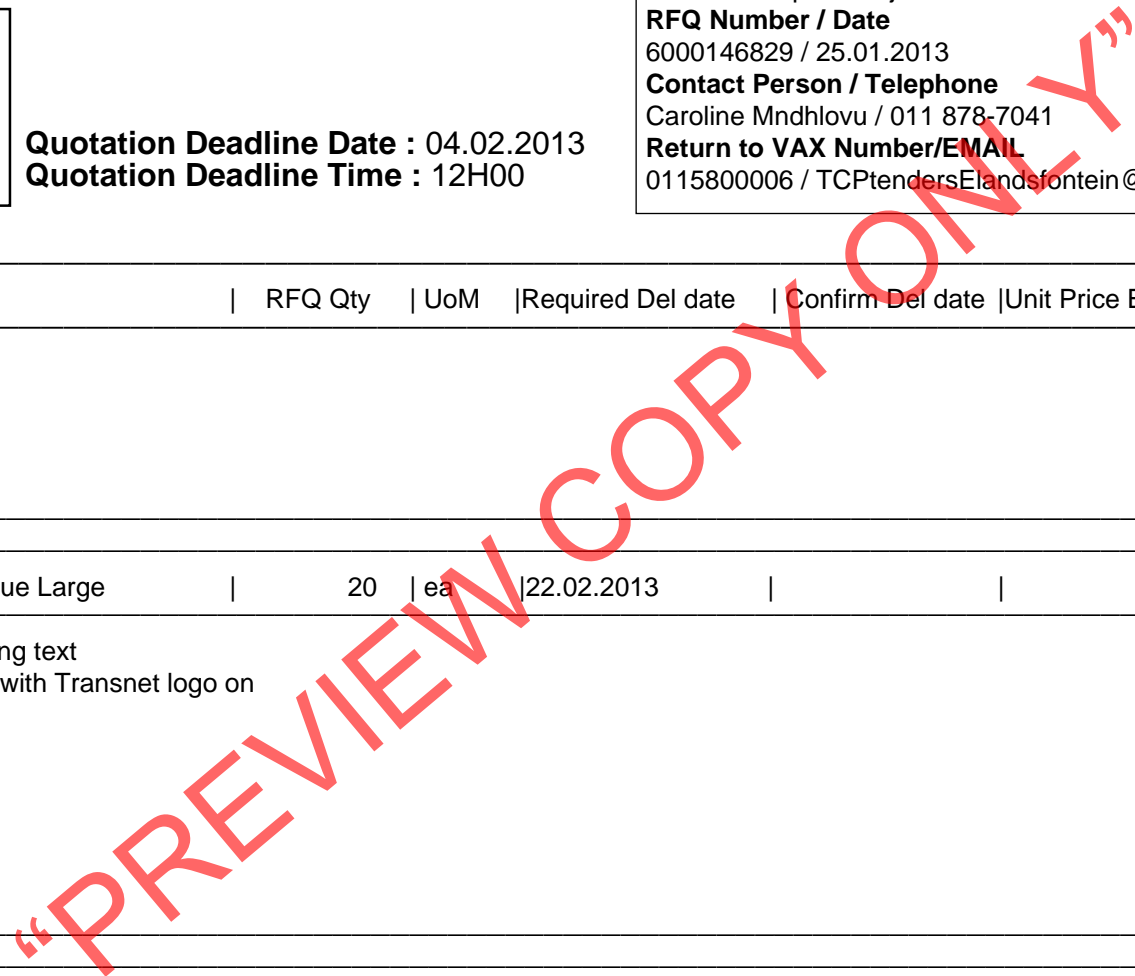 RFQ Number / Date
6000146829 / 25.01.2013
Contact Person / Telephone
Caroline Mndhlovu / 011 878-7041
Return to VAX Number/EMAIL
0115800006 / TCPtendersElandsfontein@
Quotation Deadline Date : 04.02.2013
Quotation Deadline Time : 12H00
| RFQ Qty | UoM |Required Del date | Confirm Del date |Unit Price E
ue Large | 20 | ea |22.02.2013 | |
ng text
with Transnet logo on
“PREVIEW COPY ONLY”